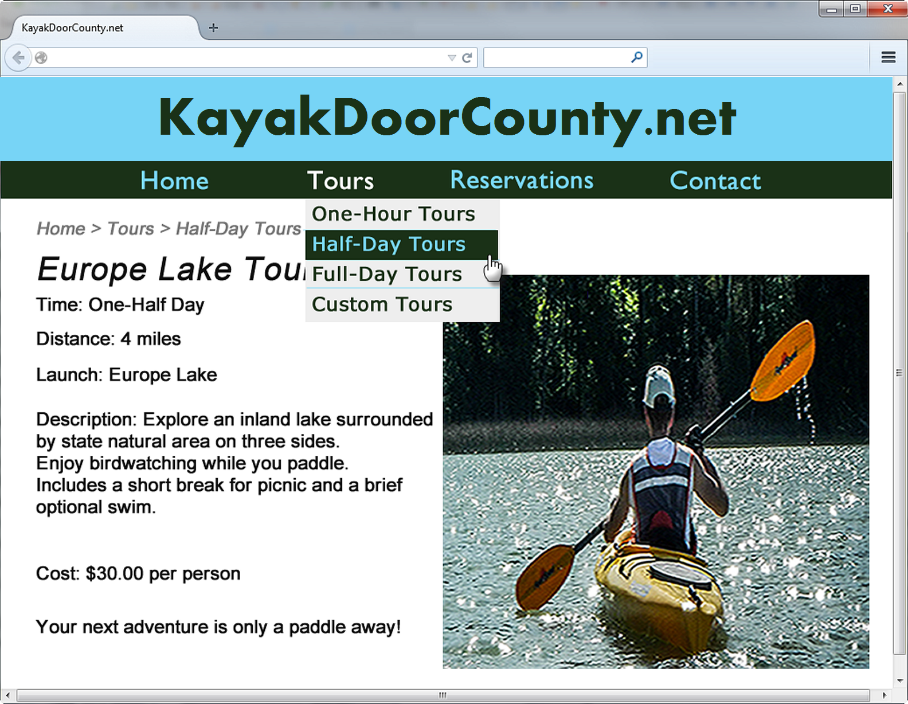 KayakDoorCounty.net
KayakDoorCounty.net
Home Tours Reservations Contact
One-Hour Tours
Half-Day Tours
Full-Day Tours
Custom Tours
Home > Tours > Half-Day Tours
Europe Lake
Time: One-Half Day
Distance: 4 miles
Launch: Europe Lake
Description: Explore an inland lake surrounded
by state natural area on three sides.
Enjoy birdwatching while you paddle.
Includes a short break for picnic and a brief
optional swim.
Cost: $30.00 per person
Your next adventure is only a paddle away!